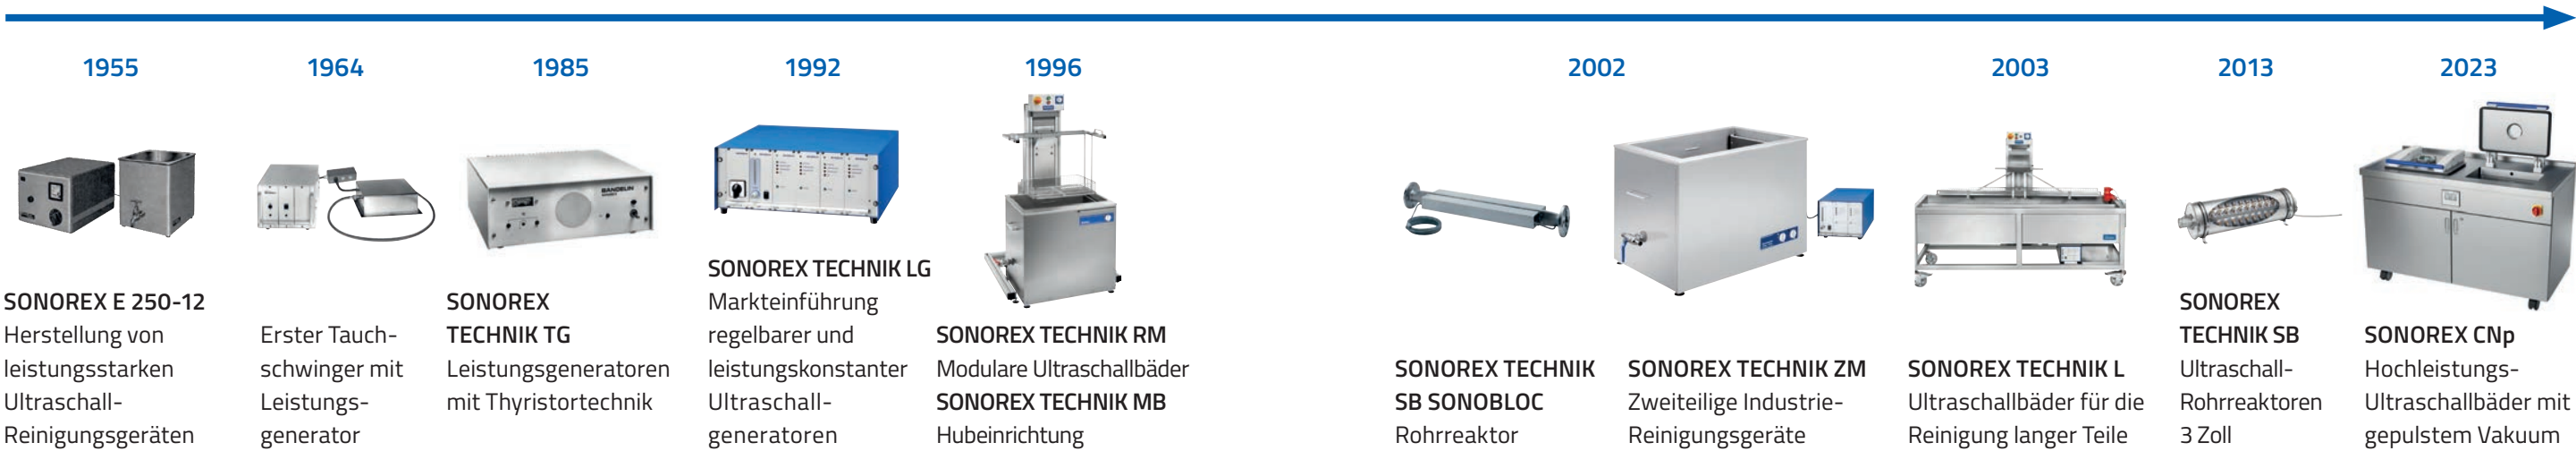 1955
SONOREX E 250-12
Herstellung von
leistungsstarken
Ultraschall-
Reinigungsgeräten
1964
Erster Tauch-
schwinger mit
Leistungs-
generator
1985
BANDELIN
SONOREX
TECHNIK TG
Leistungsgeneratoren
mit Thyristortechnik
1992
SONOREX TECHNIK LG
Markteinführung
regelbarer und
leistungskonstanter
Ultraschall-
generatoren
1996
SONOREX TECHNIK RM
Modulare Ultraschallbäder
SONOREX TECHNIK MB
Hubeinrichtung
2002
SONOREX TECHNIK
SB SONOBLOC
Rohrreaktor
SONOREX TECHNIK ZM
Zweiteilige Industrie-
Reinigungsgeräte
2003
SONOREX TECHNIK L
Ultraschallbäder für die
Reinigung langer Teile
2013
SONOREX
TECHNIK SB
Ultraschall-
Rohrreaktoren
3 Zoll
2023
SONOREX CNp
Hochleistungs-
Ultraschallbäder mit
gepulstem Vakuum